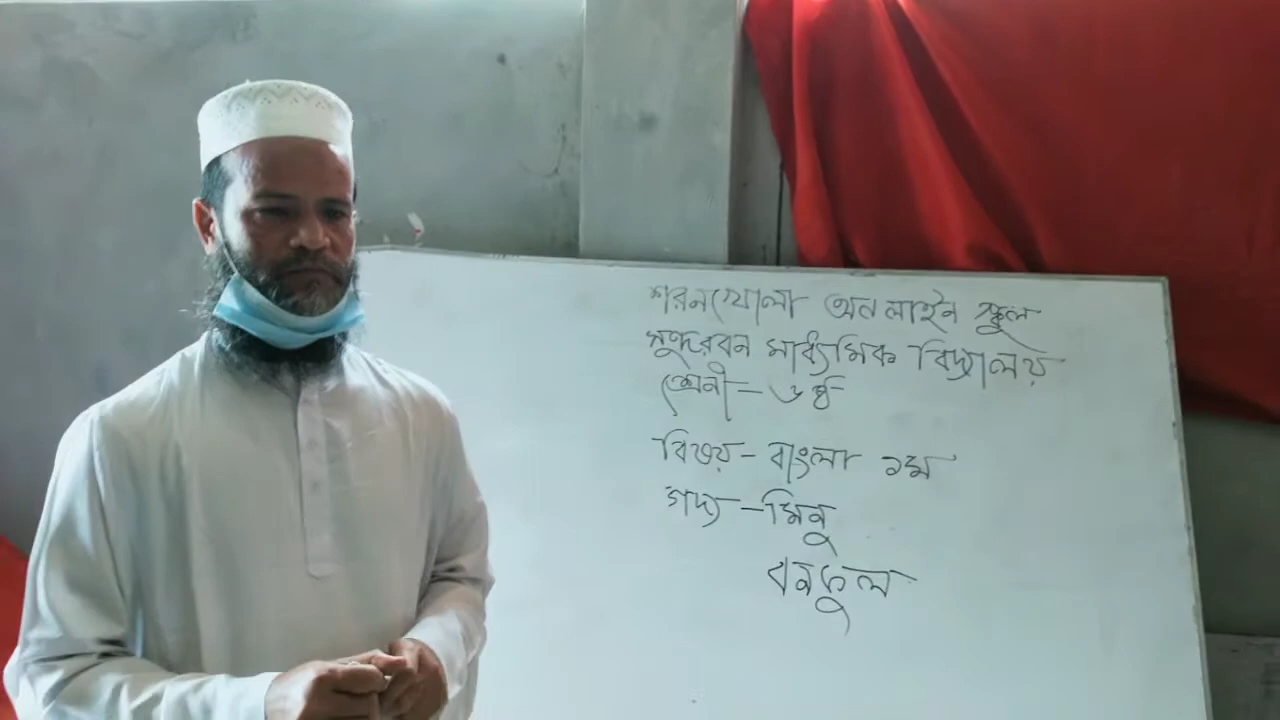 শরনখোলা অনলাইন স্কুল
সুন্দরবন মাধ্যমিক বিদ্যালয়
শ্রেনী - ৬ষ্ঠ
বিষয় - বাংলা ১ম
গদ্য - মিনু
বনফুল